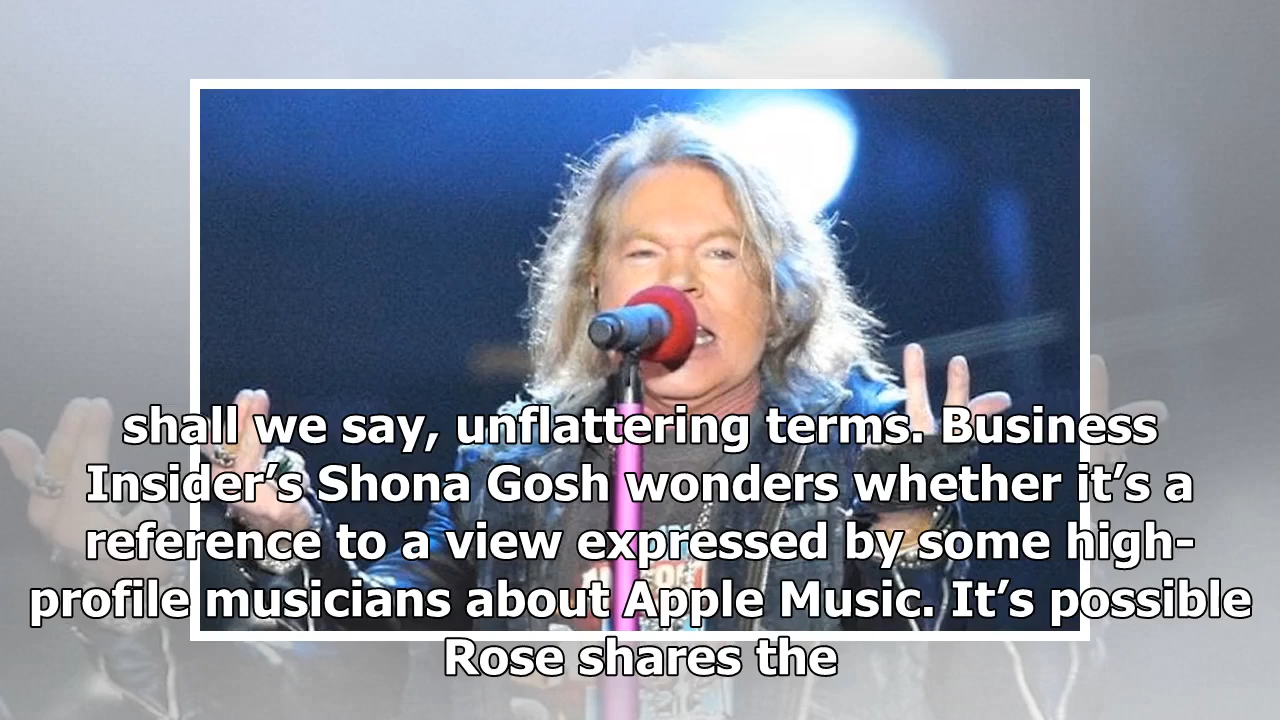 shall we say, unflattering terms. Business
Insider’s Shona Gosh wonders whether it’s a
reference to a view expressed by some high-
profile musicians about Apple Music. It’s possible
Rose shares the